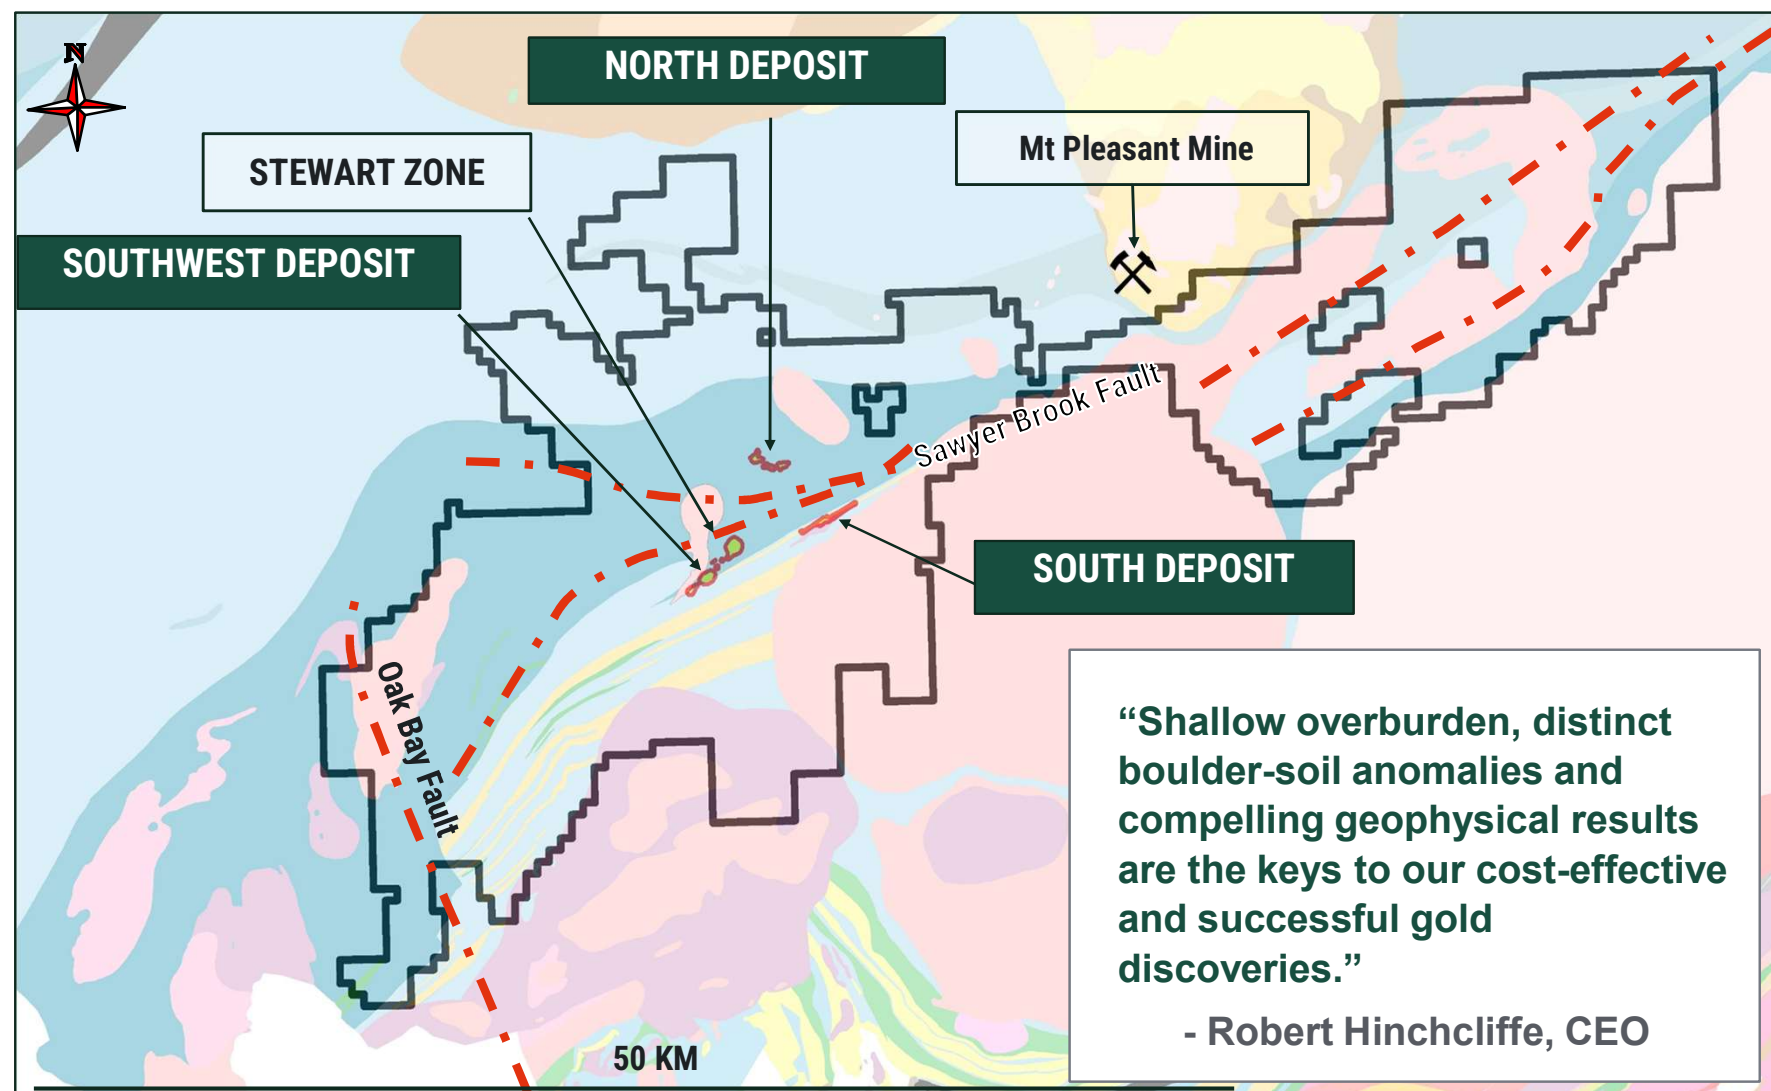 N
NORTH DEPOSIT
Mt Pleasant Mine
STEWART ZONE
SOUTHWEST DEPOSIT
Sawyer Brook Fault
SOUTH DEPOSIT
Oak Bay Fault
“Shallow overburden, distinct
boulder-soil anomalies and
compelling geophysical results
are the keys to our cost-effective
and successful gold
discoveries.”
- Robert Hinchcliffe, CEO
50 KM